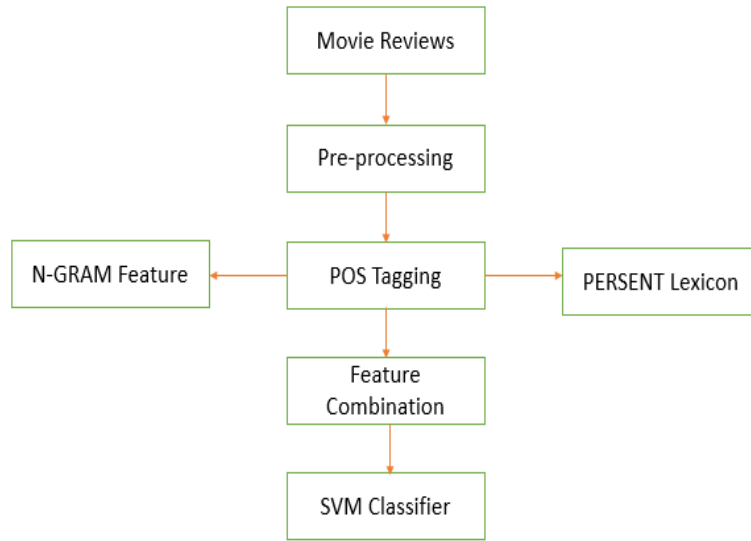 Movie Reviews
Pre-processing
N-GRAM Feature
POS Tagging
PERSENT Lexicon
Feature
Combination
SVM Classifier